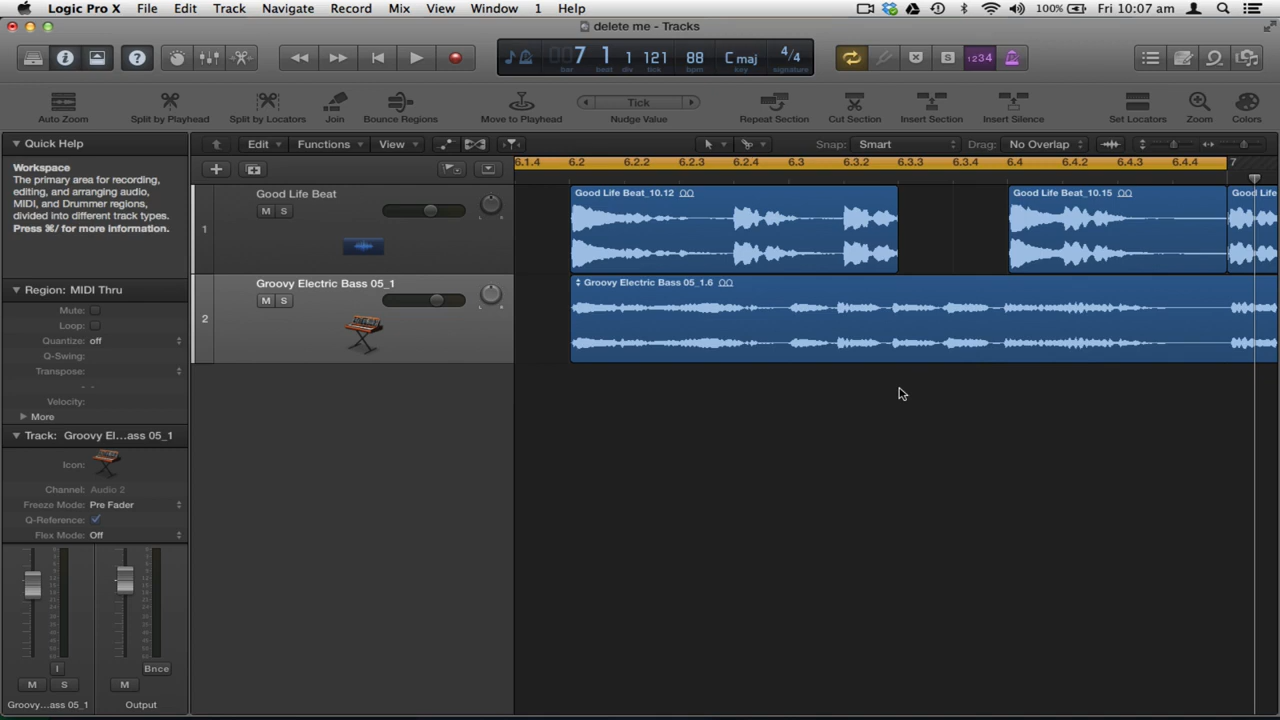 Logic Pro X File Edit Track Navigate Record Mix View Window 1 Help 100% Fri 10:07 am
delete me - Tracks
7 1 1 121 88 C maj 4/4 1234
bar beat div tick bpm key signature
Auto Zoom Split by Playhead Split by Locators Join Bounce Regions Move to Playhead Tick Nudge Value Repeat Section Cut Section Insert Section Insert Silence Set Locators Zoom Colors
Quick Help Edit Functions View Snap: Smart Drag: No Overlap
6.1.4 6.2 6.2.2 6.2.3 6.2.4 6.3 6.3.2 6.3.3 6.3.4 6.4 6.4.2 6.4.3 6.4.4 7
Workspace
The primary area for recording,
editing, and arranging audio,
MIDI, and Drummer regions,
divided into different track types.
Press ⌘/ for more information.
1 Good Life Beat
M S
Good Life Beat_10.12
Good Life Beat_10.15
Good Life
2 Groovy Electric Bass 05_1
M S
Groovy Electric Bass 05_1.6
Region: MIDI Thru
Mute:
Loop:
Quantize: off
Q-Swing:
Transpose:
- -
Velocity:
More
Track: Groovy El...ass 05_1
Icon:
Channel: Audio 2
Freeze Mode: Pre Fader
Q-Reference:
Flex Mode: Off
I Bnce
M S M
Groovy...ass 05_1 Output